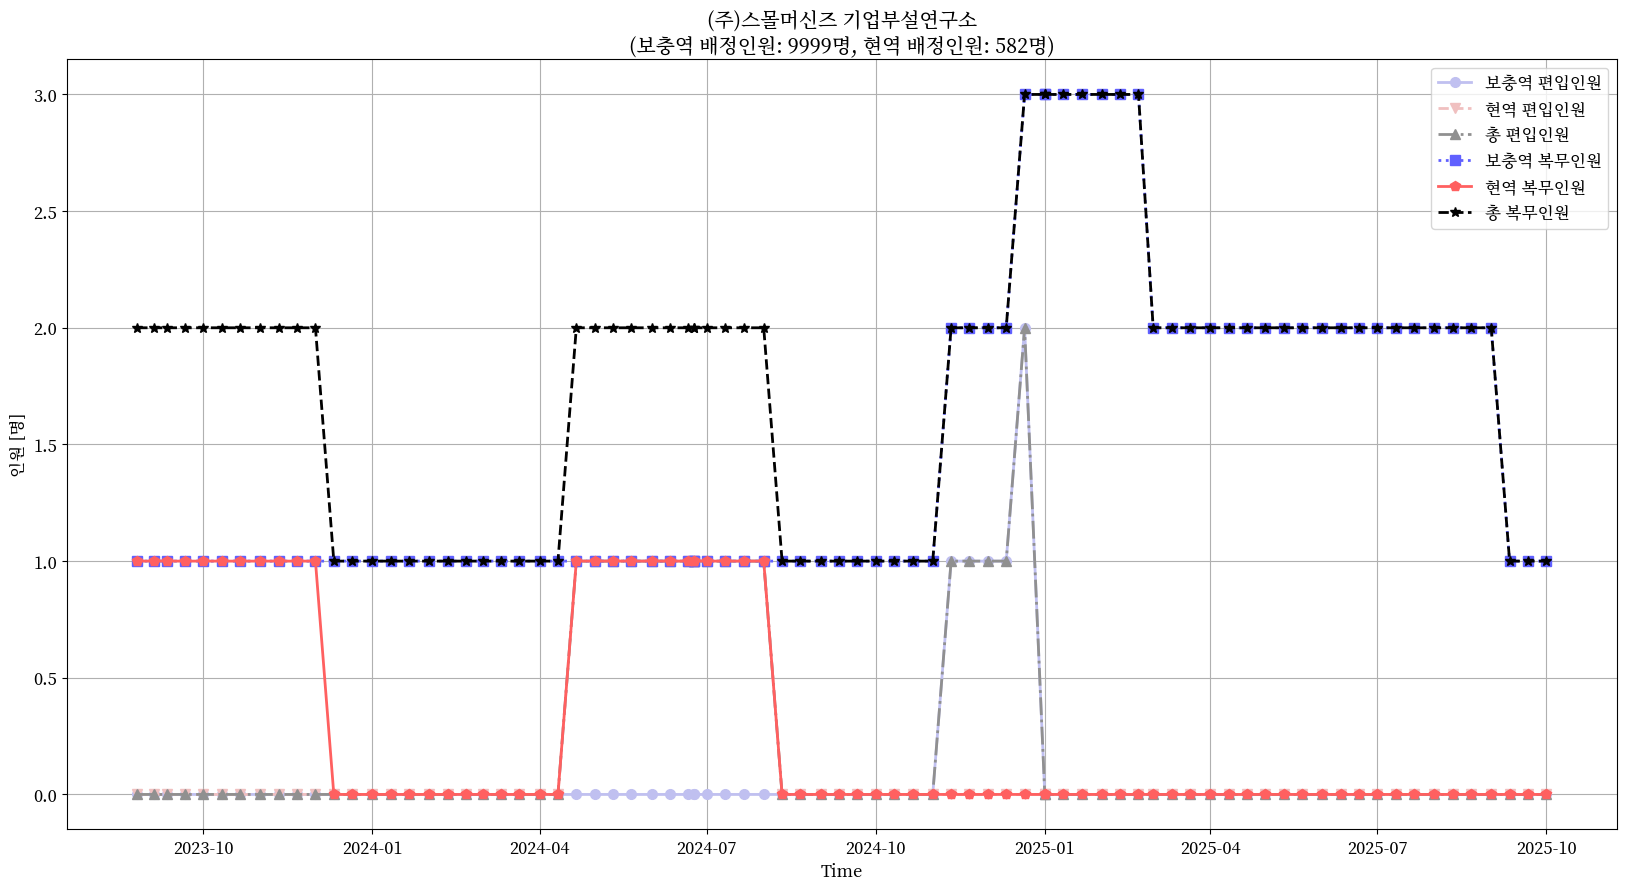 (주)스몰머신즈 기업부설연구소
(보충역 배정인원: 9999명, 현역 배정인원: 582명)
보충역 편입인원
현역 편입인원
총 편입인원
보충역 복무인원
현역 복무인원
총 복무인원
인원 [명]
3.0
2.5
2.0
1.5
1.0
0.5
0.0
2023-10
2024-01
2024-04
2024-07
2024-10
2025-01
2025-04
2025-07
2025-10
Time